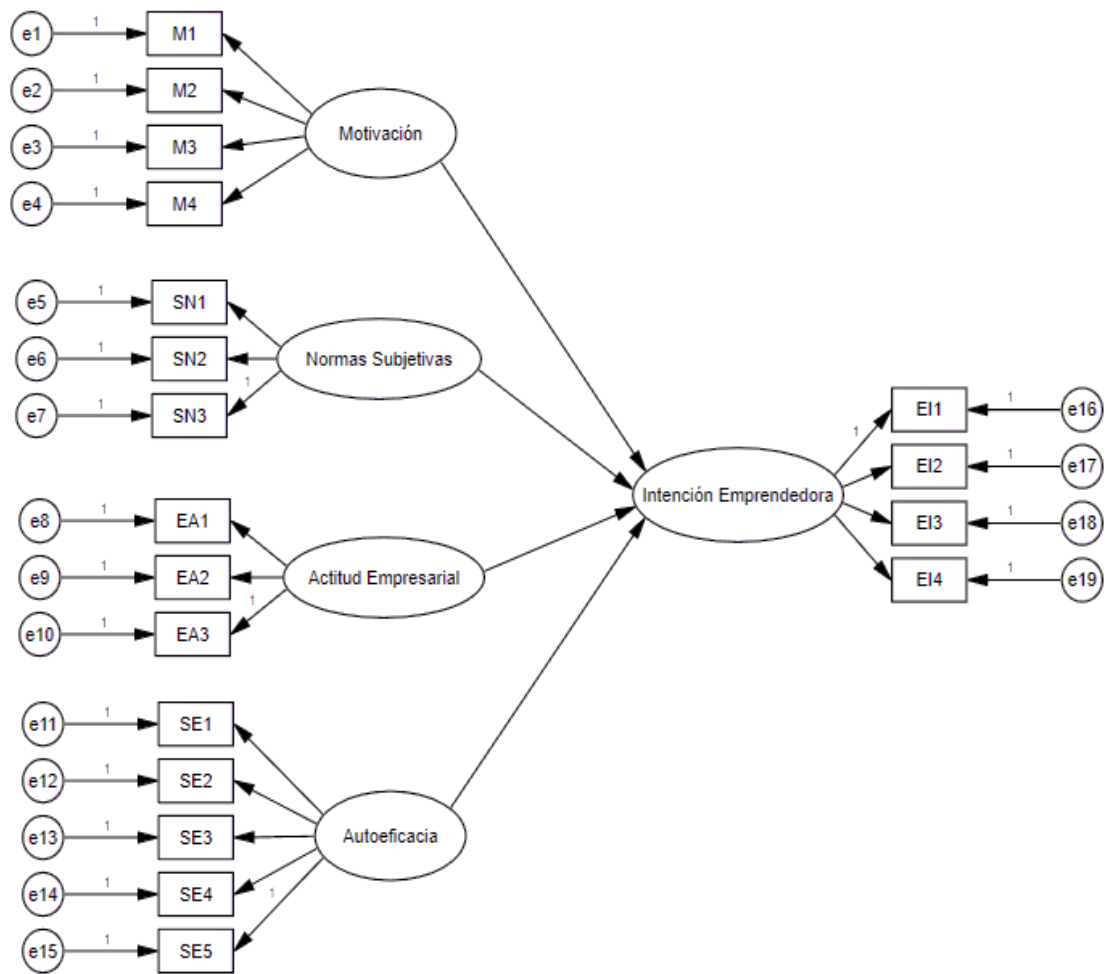 e1 1 M1
e2 1 M2
e3 1 M3
e4 1 M4
Motivación
e5 1 SN1
e6 1 SN2
e7 1 SN3
1
Normas Subjetivas
e8 1 EA1
e9 1 EA2
e10 1 EA3
1
Actitud Empresarial
e11 1 SE1
e12 1 SE2
e13 1 SE3
e14 1 SE4
e15 1 SE5
1
Autoeficacia
Intención Emprendedora
1
EI1 1 e16
EI2 1 e17
EI3 1 e18
EI4 1 e19